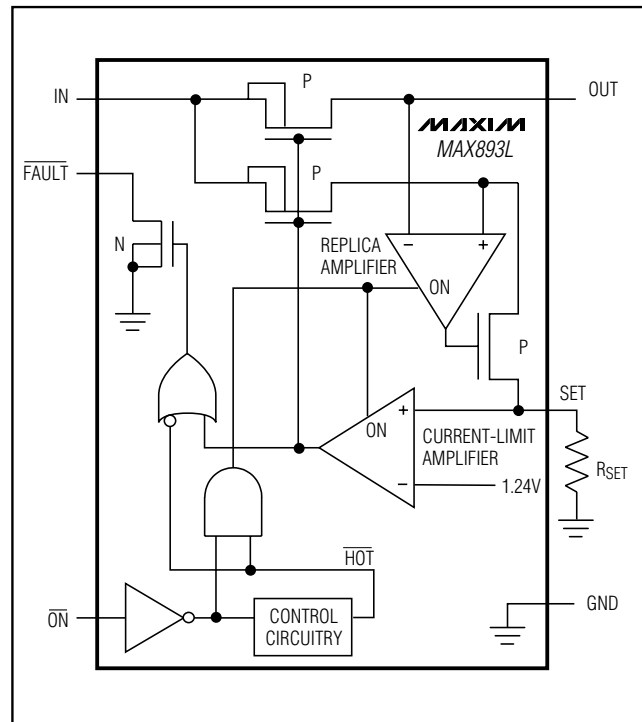 IN
P
OUT
MAXIM
MAX893L
FAULT
P
N
REPLICA
AMPLIFIER
−
+
ON
P
SET
+
ON
CURRENT-LIMIT
AMPLIFIER
−
1.24V
RSET
HOT
ON
CONTROL
CIRCUITRY
GND